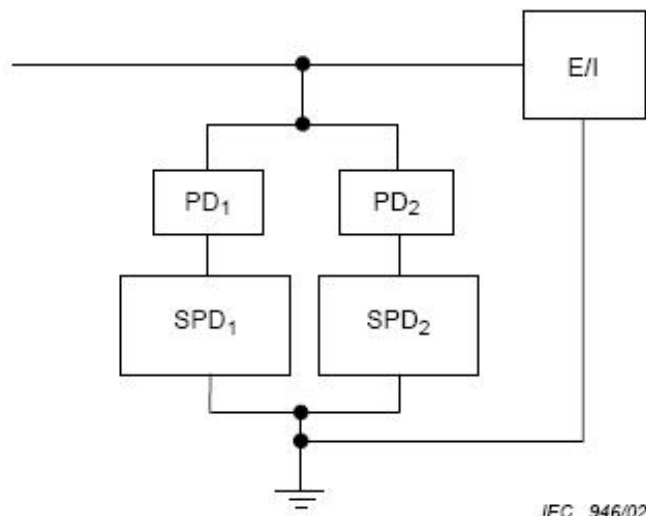 E/I
PD₁ PD₂
SPD₁ SPD₂
IEC 946/02